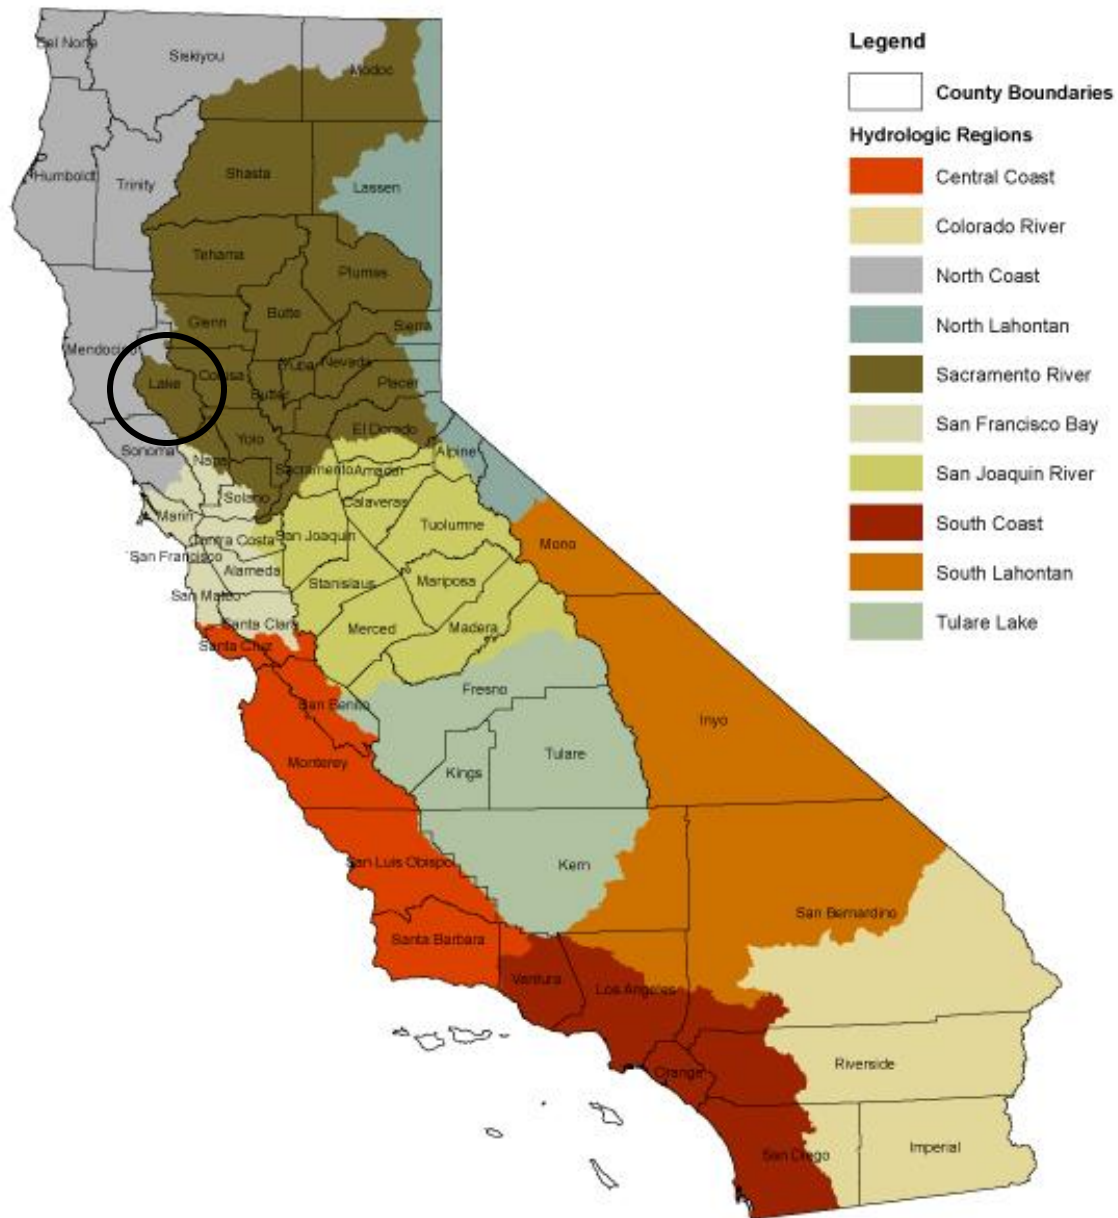 Legend
County Boundaries
Hydrologic Regions
Central Coast
Colorado River
North Coast
North Lahontan
Sacramento River
San Francisco Bay
San Joaquin River
South Coast
South Lahontan
Tulare Lake
Del Norte
Siskiyou
Modoc
Humboldt
Trinity
Shasta
Lassen
Tehama
Plumas
Glenn
Butte
Sierra
Mendocino
Lake
Colusa
Yuba
Nevada
Placer
Yolo
El Dorado
Sonoma
Napa
Sacramento
Amador
Alpine
Solano
Calaveras
Marin
Contra Costa
San Joaquin
Tuolumne
Mono
San Francisco
Alameda
Stanislaus
Mariposa
San Mateo
Santa Clara
Merced
Madera
Santa Cruz
San Benito
Fresno
Inyo
Monterey
Kings
Tulare
San Luis Obispo
Kern
San Bernardino
Santa Barbara
Ventura
Los Angeles
Orange
Riverside
San Diego
Imperial